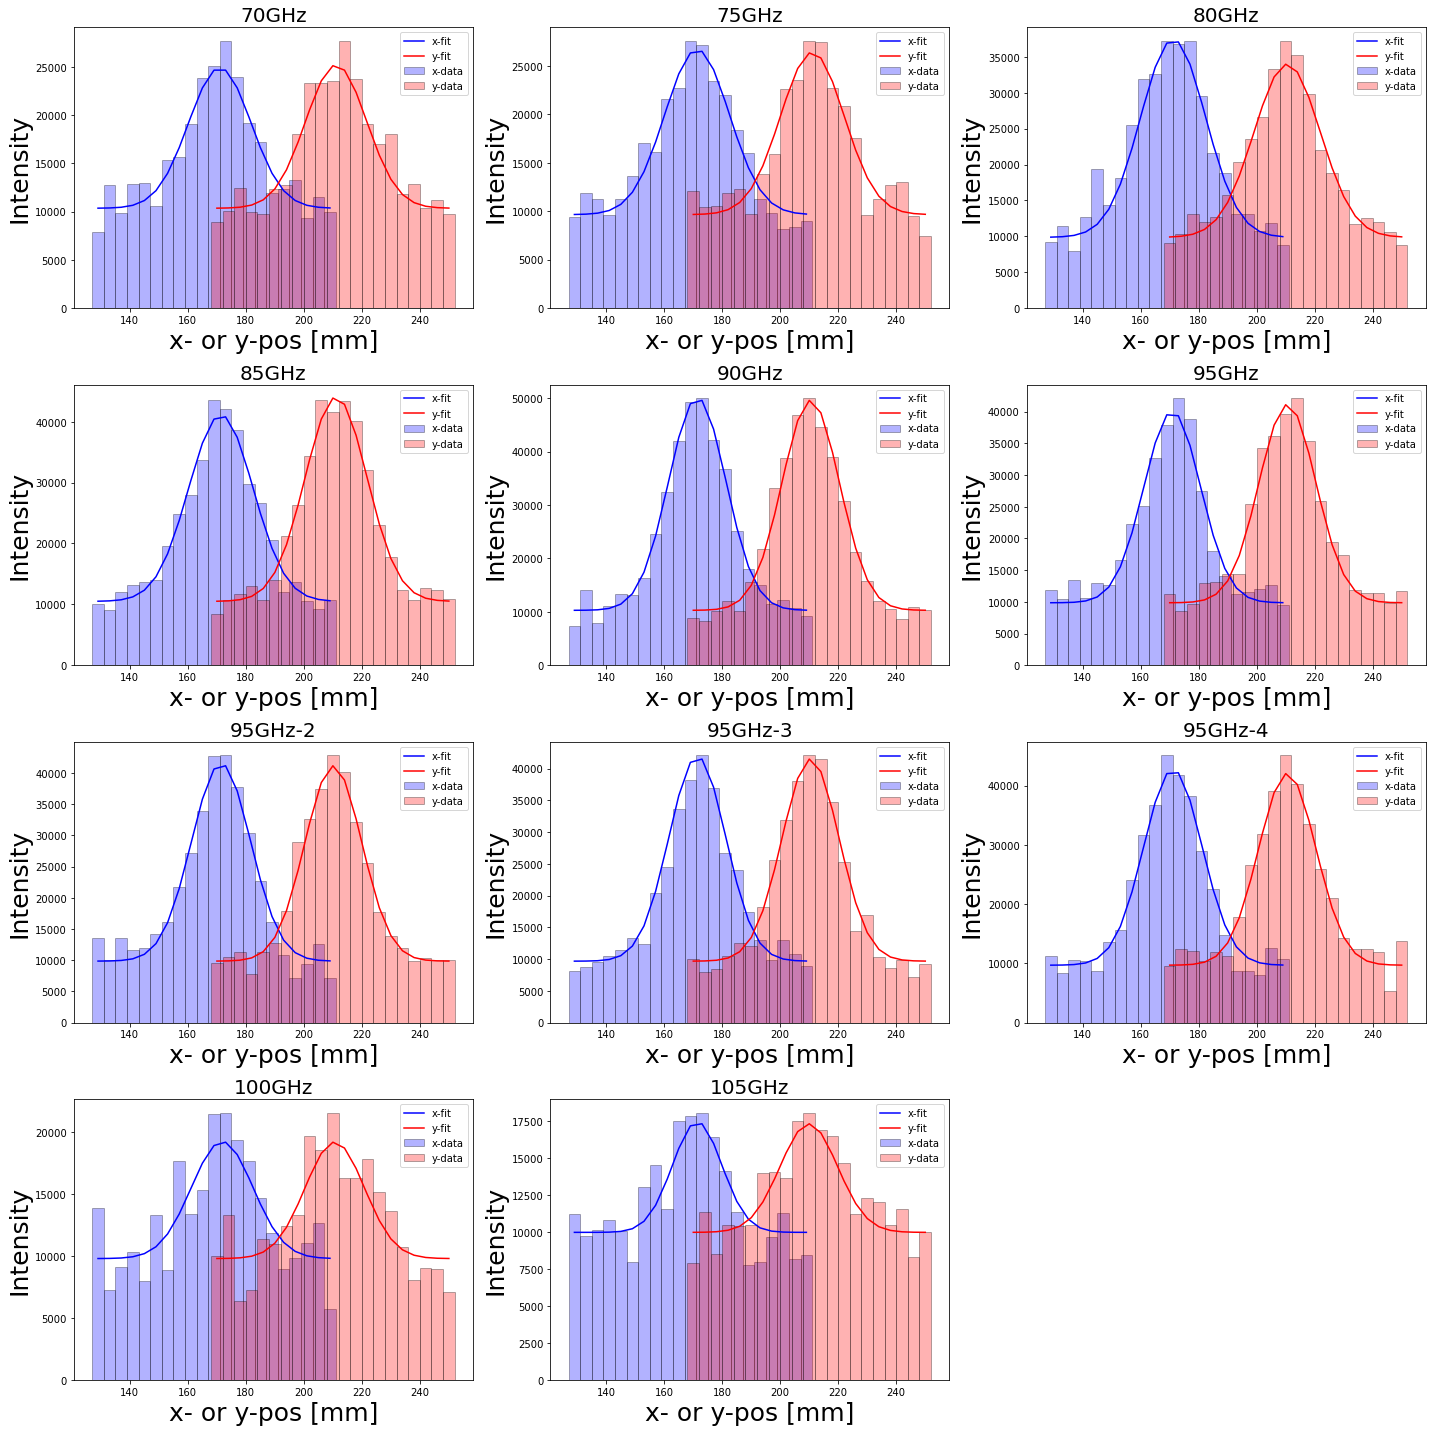 70GHz
x-fit
y-fit
x-data
y-data
Intensity
25000
20000
15000
10000
5000
0
140 160 180 200 220 240
x- or y-pos [mm]
75GHz
x-fit
y-fit
x-data
y-data
Intensity
25000
20000
15000
10000
5000
0
140 160 180 200 220 240
x- or y-pos [mm]
80GHz
x-fit
y-fit
x-data
y-data
Intensity
35000
30000
25000
20000
15000
10000
5000
0
140 160 180 200 220 240
x- or y-pos [mm]
85GHz
x-fit
y-fit
x-data
y-data
Intensity
40000
30000
20000
10000
0
140 160 180 200 220 240
x- or y-pos [mm]
90GHz
x-fit
y-fit
x-data
y-data
Intensity
50000
40000
30000
20000
10000
0
140 160 180 200 220 240
x- or y-pos [mm]
95GHz
x-fit
y-fit
x-data
y-data
Intensity
40000
35000
30000
25000
20000
15000
10000
5000
0
140 160 180 200 220 240
x- or y-pos [mm]
95GHz-2
x-fit
y-fit
x-data
y-data
Intensity
40000
35000
30000
25000
20000
15000
10000
5000
0
140 160 180 200 220 240
x- or y-pos [mm]
95GHz-3
x-fit
y-fit
x-data
y-data
Intensity
40000
35000
30000
25000
20000
15000
10000
5000
0
140 160 180 200 220 240
x- or y-pos [mm]
95GHz-4
x-fit
y-fit
x-data
y-data
Intensity
40000
30000
20000
10000
0
140 160 180 200 220 240
x- or y-pos [mm]
100GHz
x-fit
y-fit
x-data
y-data
Intensity
20000
15000
10000
5000
0
140 160 180 200 220 240
x- or y-pos [mm]
105GHz
x-fit
y-fit
x-data
y-data
Intensity
17500
15000
12500
10000
7500
5000
2500
0
140 160 180 200 220 240
x- or y-pos [mm]